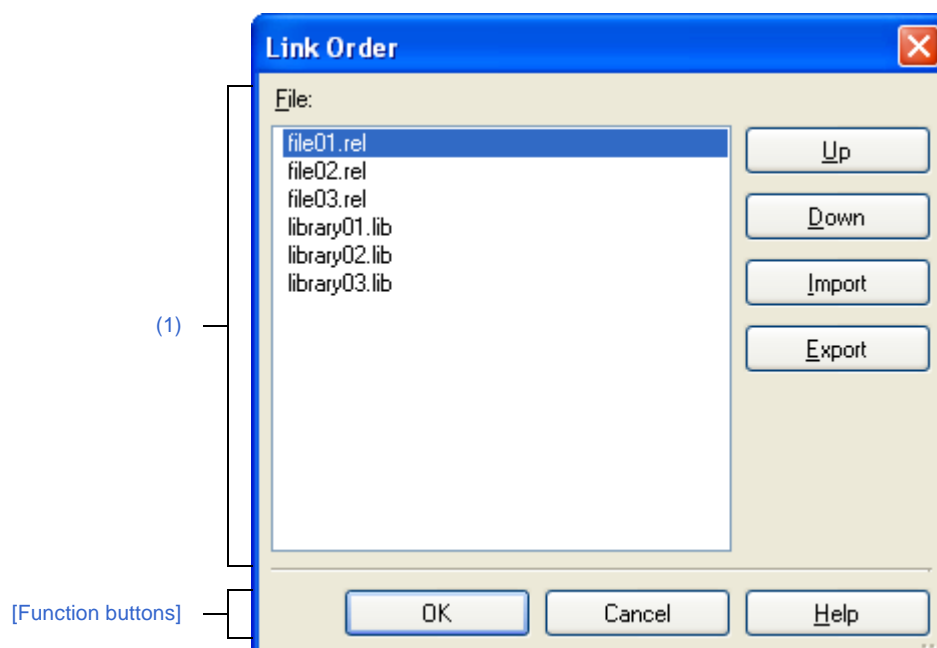 Link Order
File:
file01.rel
file02.rel
file03.rel
library01.lib
library02.lib
library03.lib
Up
Down
Import
Export
(1)
[Function buttons]
OK
Cancel
Help